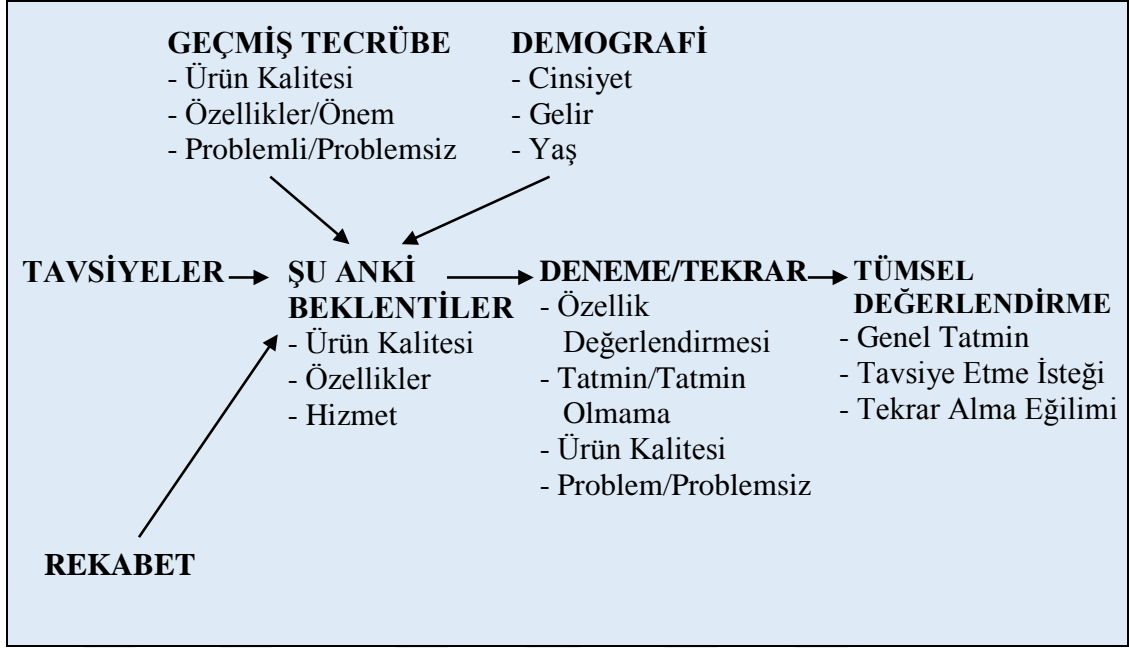 GEÇMİŞ TECRÜBE
- Ürün Kalitesi
- Özellikler/Önem
- Problemli/Problemsiz
DEMOGRAFİ
- Cinsiyet
- Gelir
- Yaş
TAVSİYELER
ŞU ANKİ
BEKLENTİLER
- Ürün Kalitesi
- Özellikler
- Hizmet
DENEME/TEKRAR
- Özellik
Değerlendirmesi
- Tatmin/Tatmin
Olmama
- Ürün Kalitesi
- Problem/Problemsiz
TÜMSEL
DEĞERLENDİRME
- Genel Tatmin
- Tavsiye Etme İsteği
- Tekrar Alma Eğilimi
REKABET